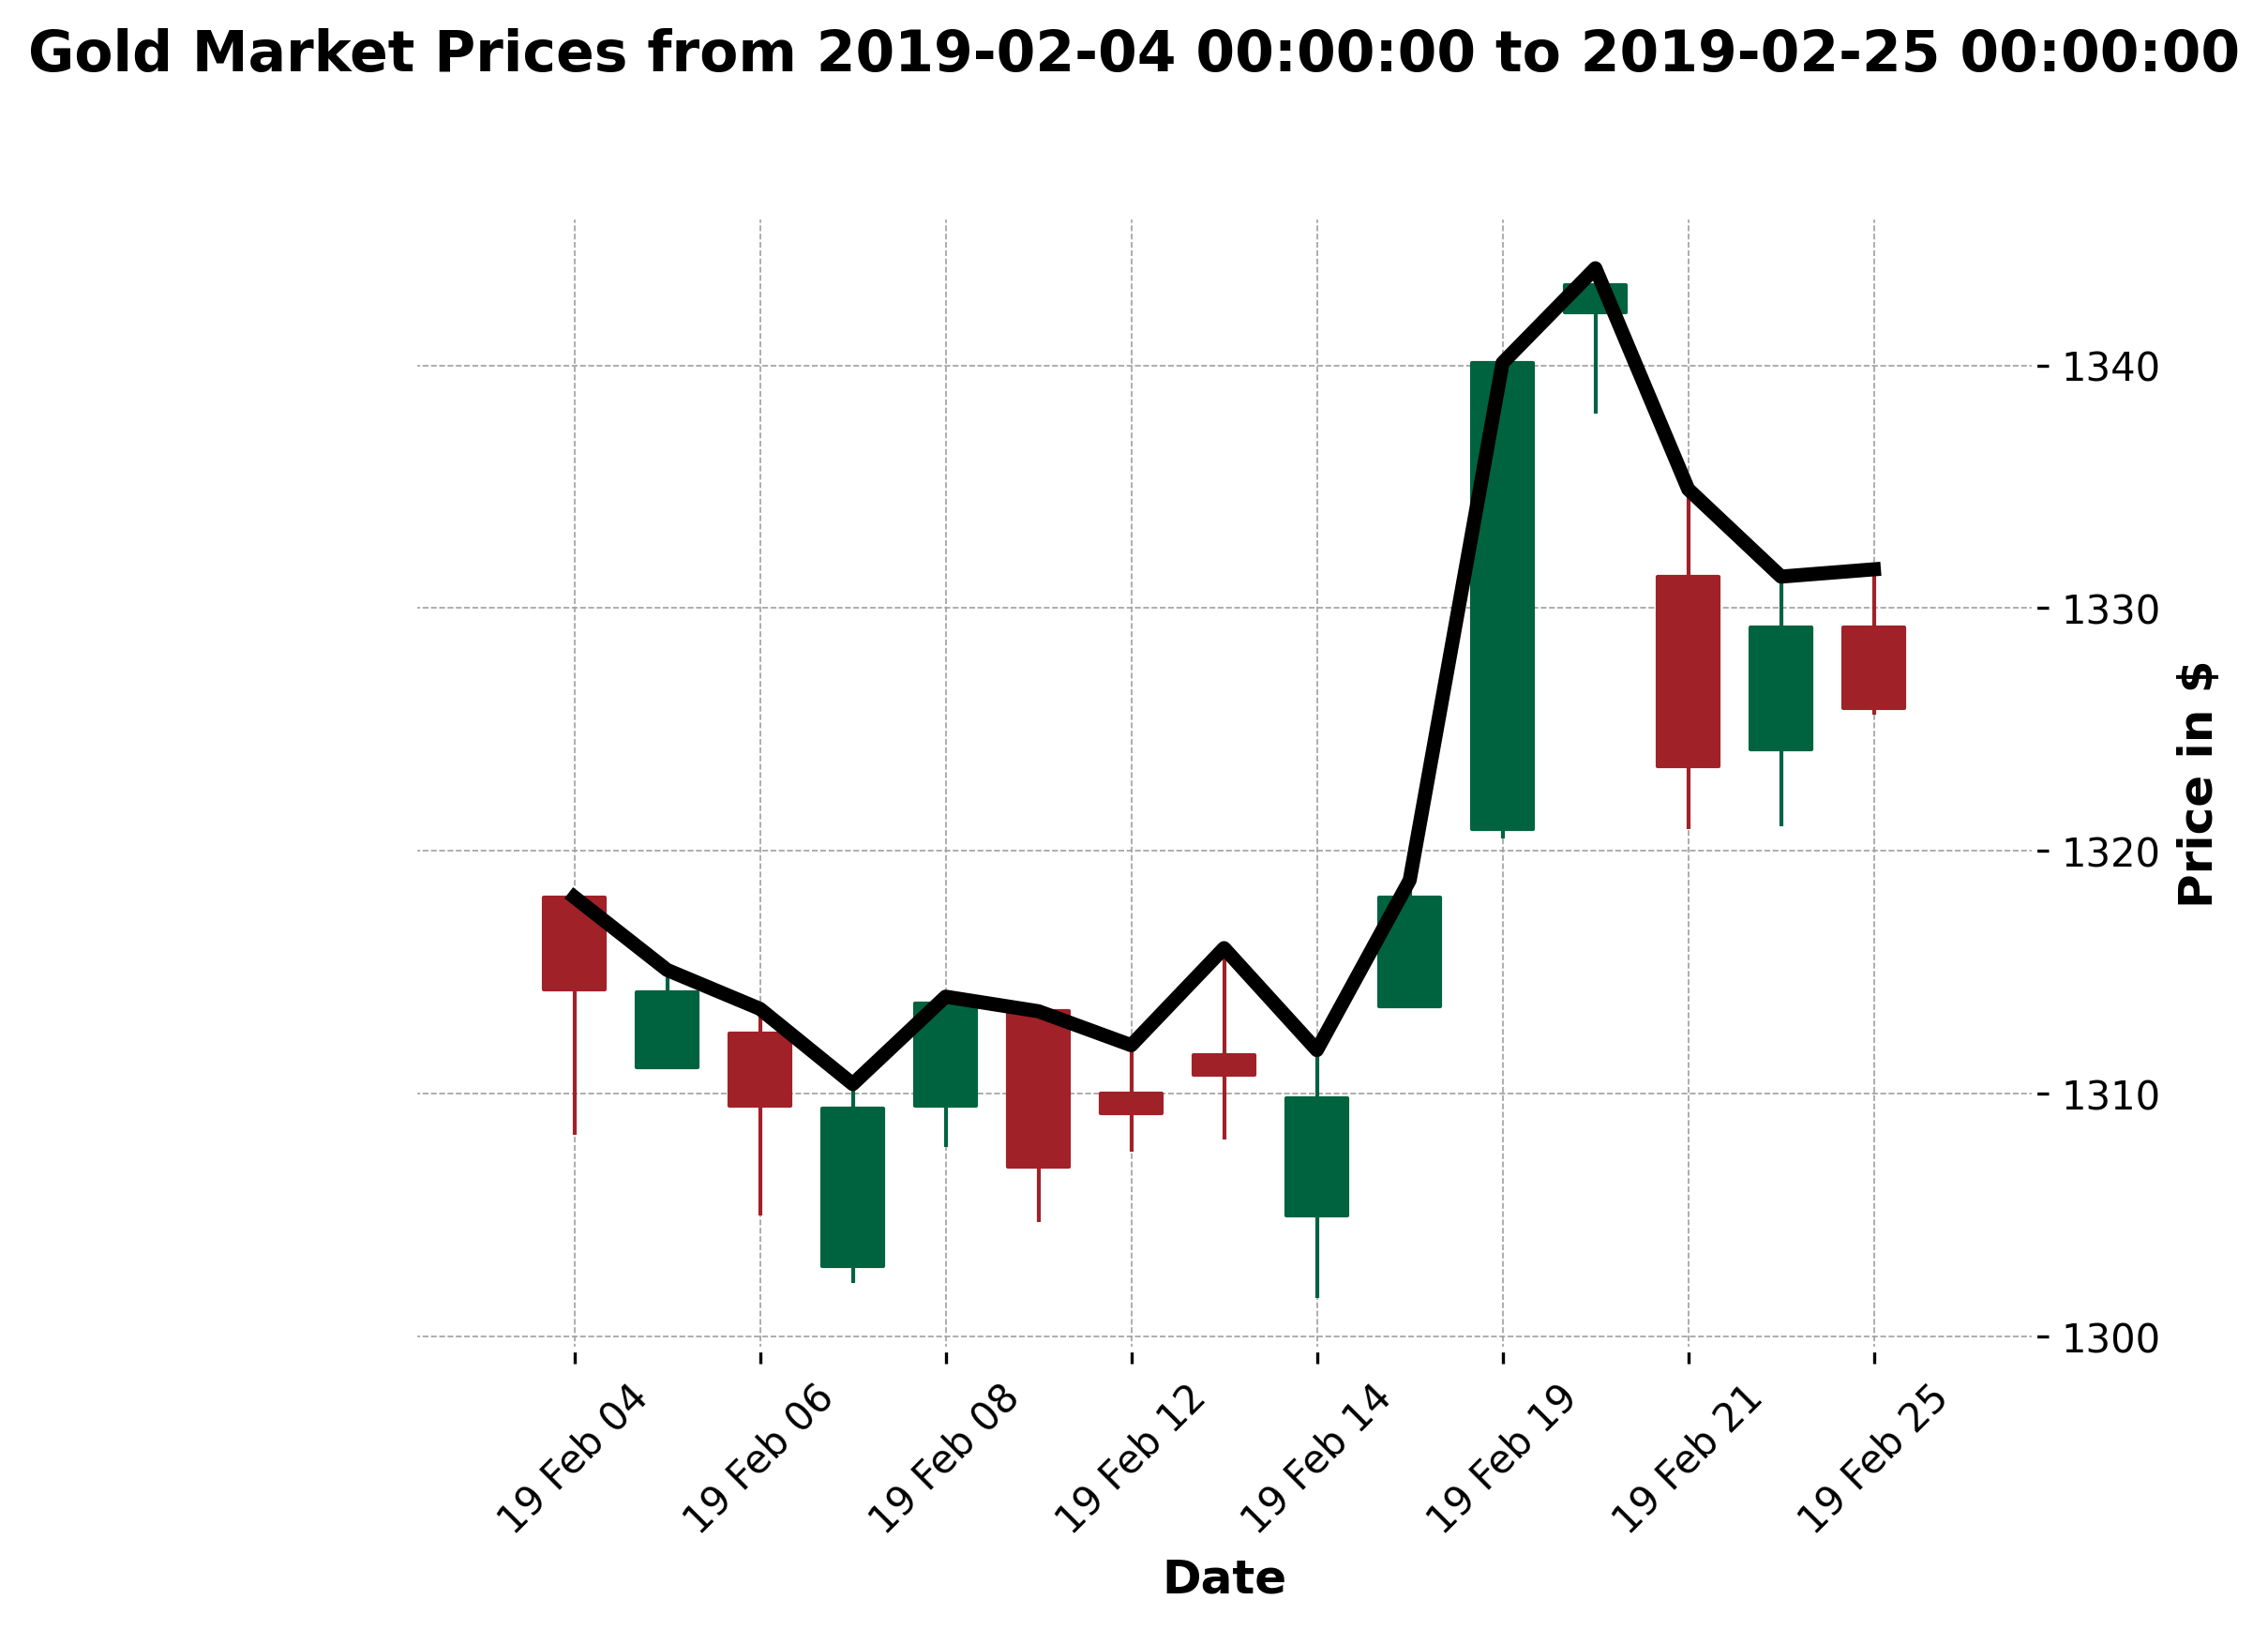 Gold Market Prices from 2019-02-04 00:00:00 to 2019-02-25 00:00:00
1340
1330
1320
1310
1300
Price in $
19 Feb 04
19 Feb 06
19 Feb 08
19 Feb 12
19 Feb 14
19 Feb 19
19 Feb 21
19 Feb 25
Date